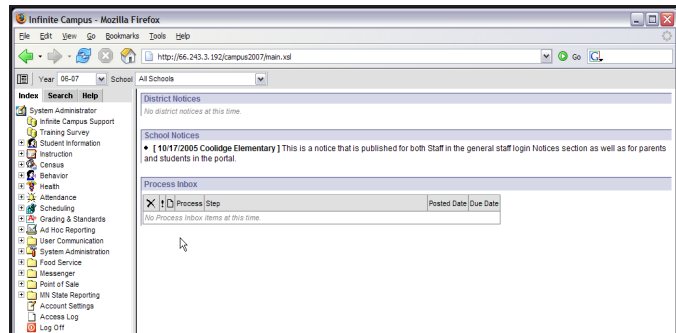 Infinite Campus - Mozilla Firefox
File Edit View Go Bookmarks Tools Help
http://66.243.3.192/campus2007/main.xsl Go
Year 06-07 School All Schools
Index Search Help
System Administrator
Infinite Campus Support
Training Survey
Student Information
Instruction
Census
Behavior
Health
Attendance
Scheduling
Grading & Standards
Ad Hoc Reporting
User Communication
System Administration
Food Service
Messenger
Point of Sale
MN State Reporting
Account Settings
Access Log
Log Off
District Notices
No district notices at this time.
School Notices
• [ 10/17/2005 Coolidge Elementary ] This is a notice that is published for both Staff in the general staff login Notices section as well as for parents
and students in the portal.
Process Inbox
Process Step Posted Date Due Date
No Process Inbox items at this time.